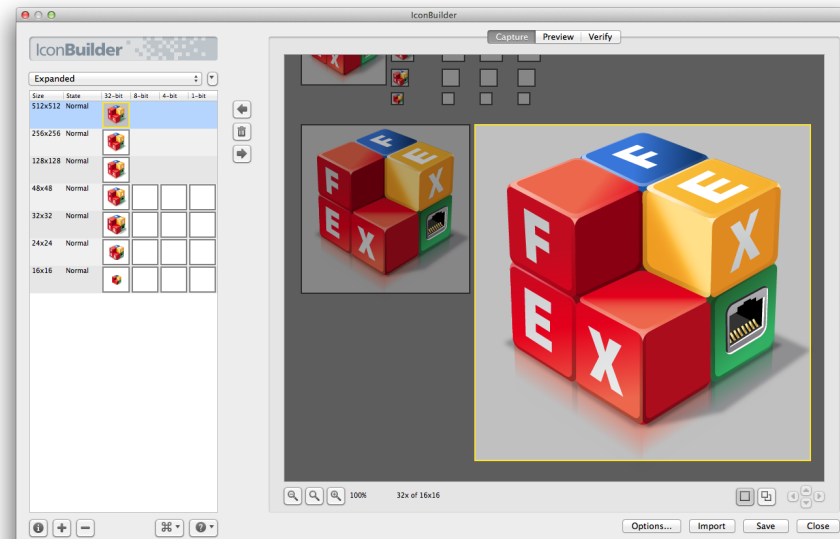 IconBuilder
IconBuilder
Capture Preview Verify
Expanded
Size State 32-bit 8-bit 4-bit 1-bit
512x512 Normal
256x256 Normal
128x128 Normal
48x48 Normal
32x32 Normal
24x24 Normal
16x16 Normal
F E
F X
E X
F E
F X
E X
100% 32x of 16x16
Options... Import Save Close